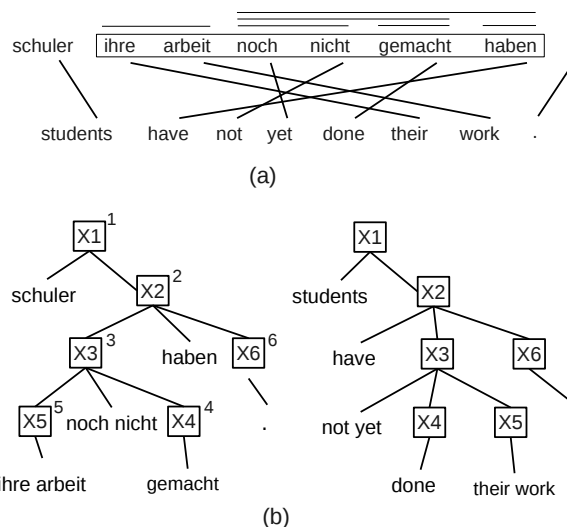 schuler ihre arbeit noch nicht gemacht haben
students have not yet done their work .
(a)
X1 1 X1
X2 2 X2
schuler students
X3 3 haben X6 6 have X3 X6
X5 5 noch nicht X4 4 . not yet X4 X5
ihre arbeit gemacht done their work
(b)